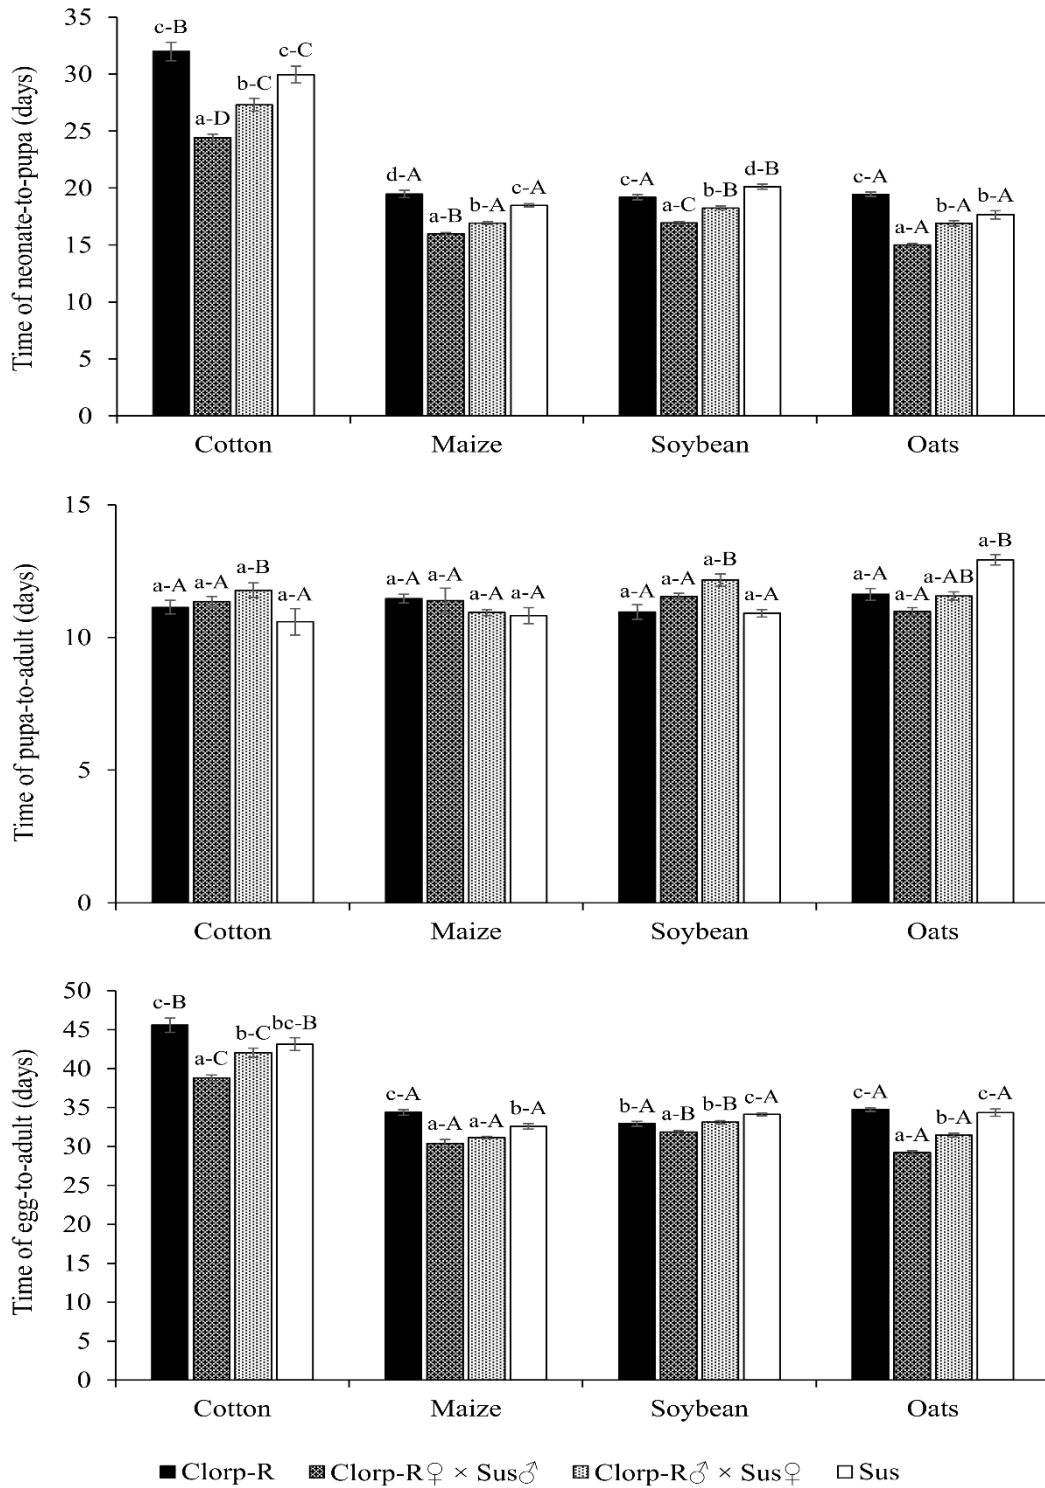 Time of neonate-to-pupa (days)
35
30
25
20
15
10
5
0
c-B
a-D
b-C
c-C
d-A
a-B
b-A
c-A
c-A
a-C
b-B
d-B
c-A
a-A
b-A
b-A
Cotton Maize Soybean Oats
Time of pupa-to-adult (days)
15
10
5
0
a-A
a-A
a-B
a-A
a-A
a-A
a-A
a-A
a-A
a-A
a-B
a-A
a-A
a-A
a-AB
a-B
Cotton Maize Soybean Oats
Time of egg-to-adult (days)
50
45
40
35
30
25
20
15
10
5
0
c-B
a-C
b-C
bc-B
c-A
a-A
a-A
b-A
b-A
a-B
b-B
c-A
c-A
a-A
b-A
c-A
Cotton Maize Soybean Oats
Clorp-R Clorp-R♀ × Sus♂ Clorp-R♂ × Sus♀ Sus